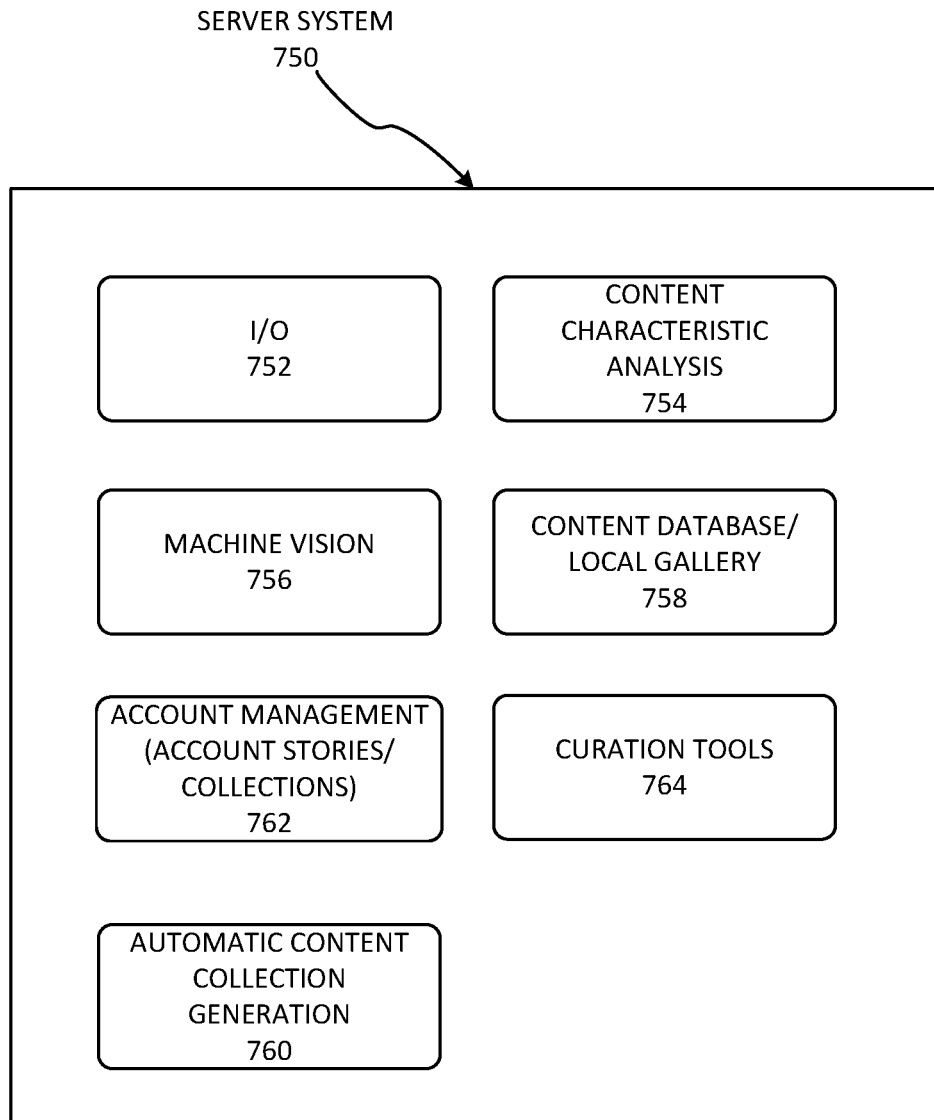 SERVER SYSTEM
750
I/O
752
CONTENT
CHARACTERISTIC
ANALYSIS
754
MACHINE VISION
756
CONTENT DATABASE/
LOCAL GALLERY
758
ACCOUNT MANAGEMENT
(ACCOUNT STORIES/
COLLECTIONS)
762
CURATION TOOLS
764
AUTOMATIC CONTENT
COLLECTION
GENERATION
760